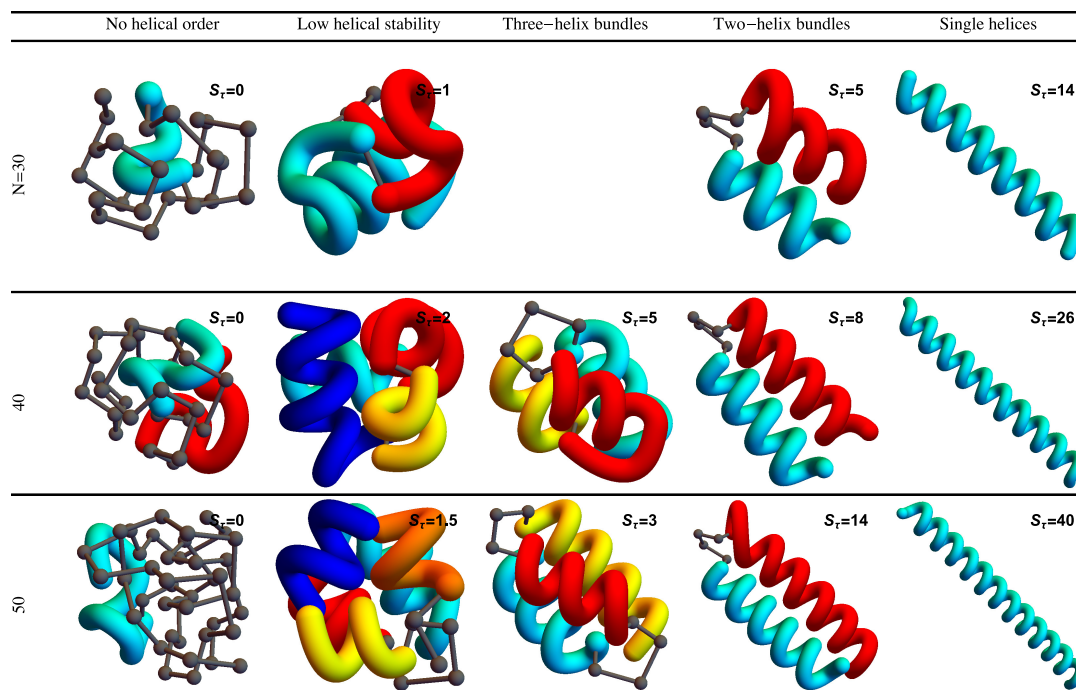 No helical order Low helical stability Three−helix bundles Two−helix bundles Single helices
N=30 Sτ=0 Sτ=1 Sτ=5 Sτ=14
40 Sτ=0 Sτ=2 Sτ=5 Sτ=8 Sτ=26
50 Sτ=0 Sτ=1.5 Sτ=3 Sτ=14 Sτ=40